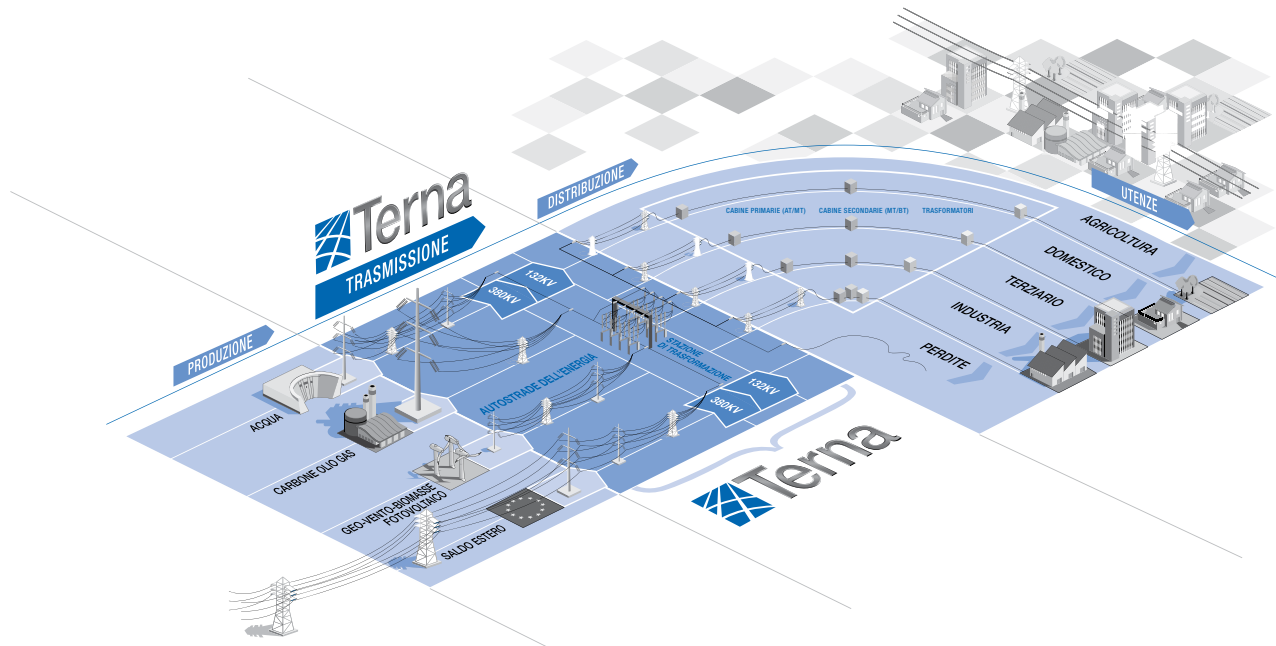 Terna
TRASMISSIONE
PRODUZIONE
DISTRIBUZIONE
UTENZE
CABINE PRIMARIE (AT/MT)
CABINE SECONDARIE (MT/BT)
TRASFORMATORI
AGRICOLTURA
DOMESTICO
TERZIARIO
INDUSTRIA
PERDITE
132KV
380KV
STAZIONE
DI TRASFORMAZIONE
AUTOSTRADE DELL'ENERGIA
132KV
380KV
ACQUA
CARBONE OLIO GAS
GEO-VENTO-BIOMASSE
FOTOVOLTAICO
SALDO ESTERO
Terna